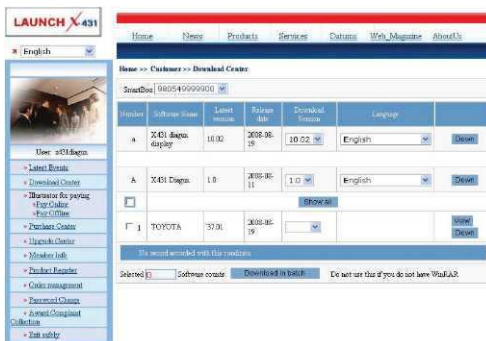 LAUNCH X-431
Home News Products Services Datums Web_Magazine AboutUs
English
Home >> Customer >> Download Center
SmartBox 980549999900
Number Software Name Latest version Release date Download Version Language
a X431 diagun display 10.02 2008-08-19 10.02 English Down
A X431 Diagun 1.0 2008-08-11 1.0 English Down
Show all
1 TOYOTA 2008-08-19 View Down
No record accorded with this condition
Selected 0 Software counts Download in batch Do not use this if you do not have WinRAR
User: x431diagun
Latest Events
Download Center
Illustrator for paying
Pay Online
Pay Offline
Purchase Center
Upgrade Center
Member Info
Product Register
Codes management
Password Change
Award Complaint Collection
Exit safely